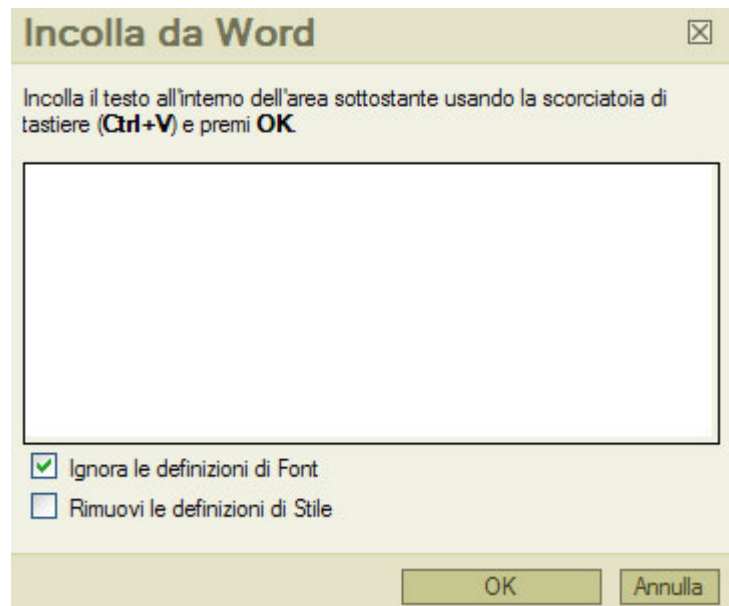 Incolla da Word
Incolla il testo all'interno dell'area sottostante usando la scorciatoia di
tastiere (Ctrl+V) e premi OK.
Ignora le definizioni di Font
Rimuovi le definizioni di Stile
OK Annulla